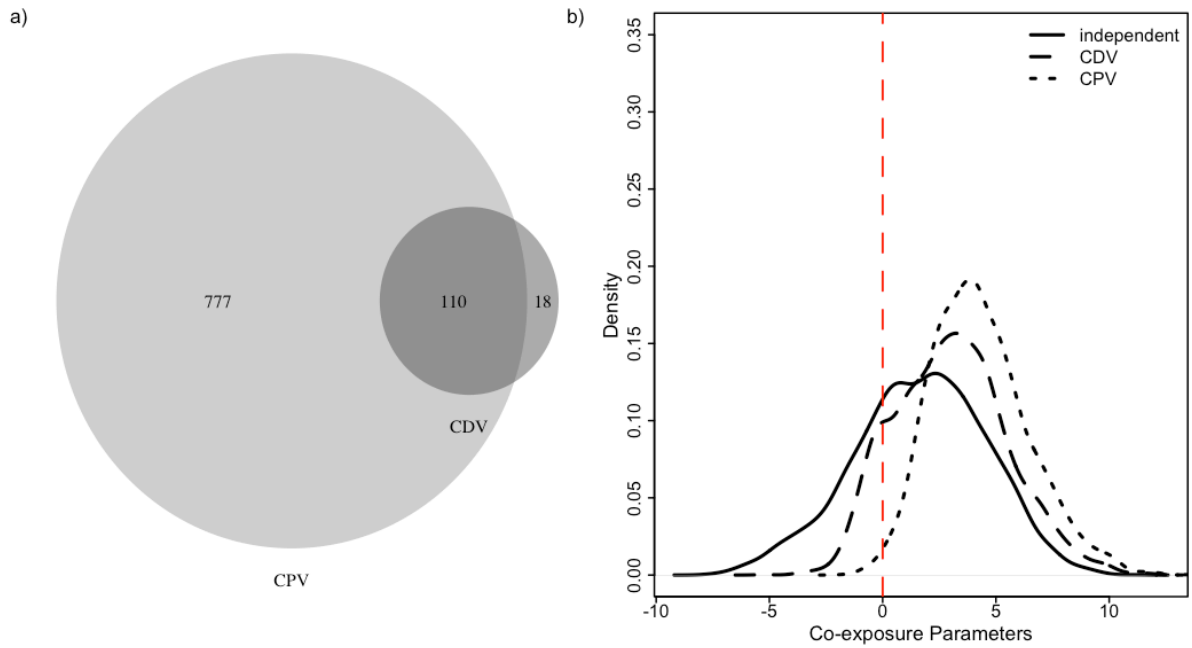 a)
777
110
18
CDV
CPV
b)
independent
CDV
CPV
Density
0.35
0.30
0.25
0.20
0.15
0.10
0.05
0.00
-10
-5
0
5
10
Co-exposure Parameters